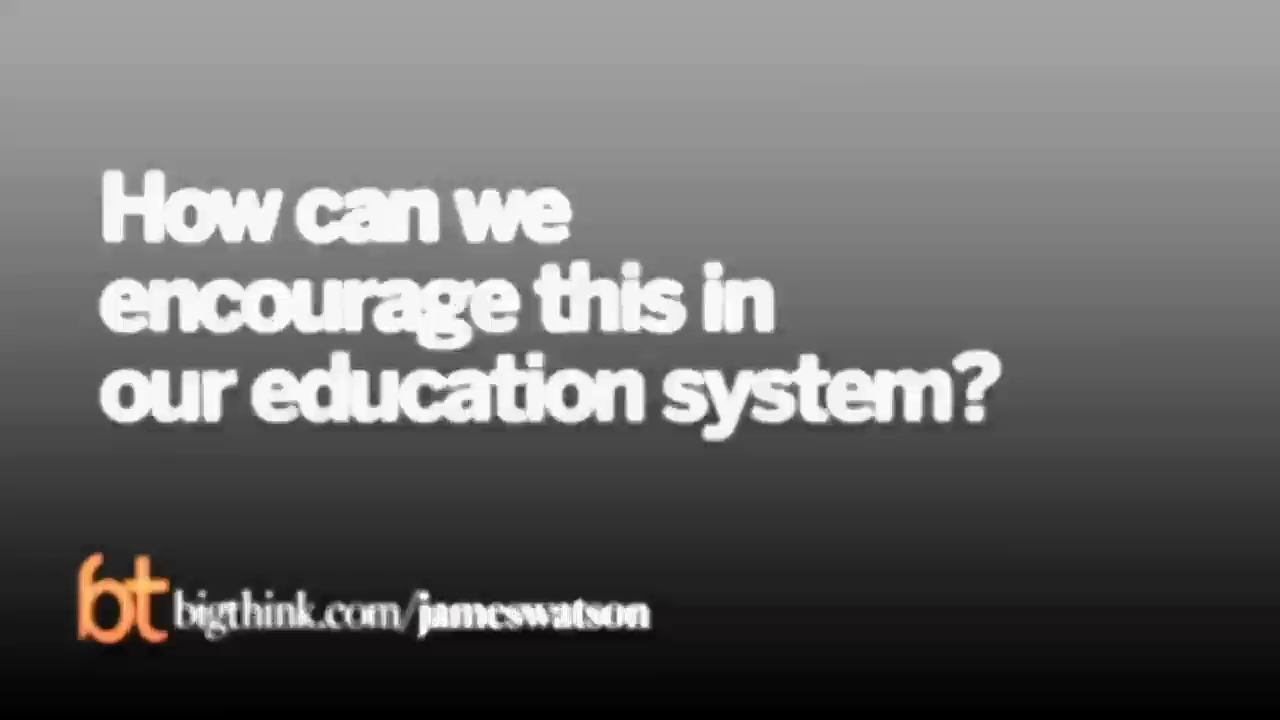 How can we
encourage this in
our education system?
bt bigthink.com/jameswatson